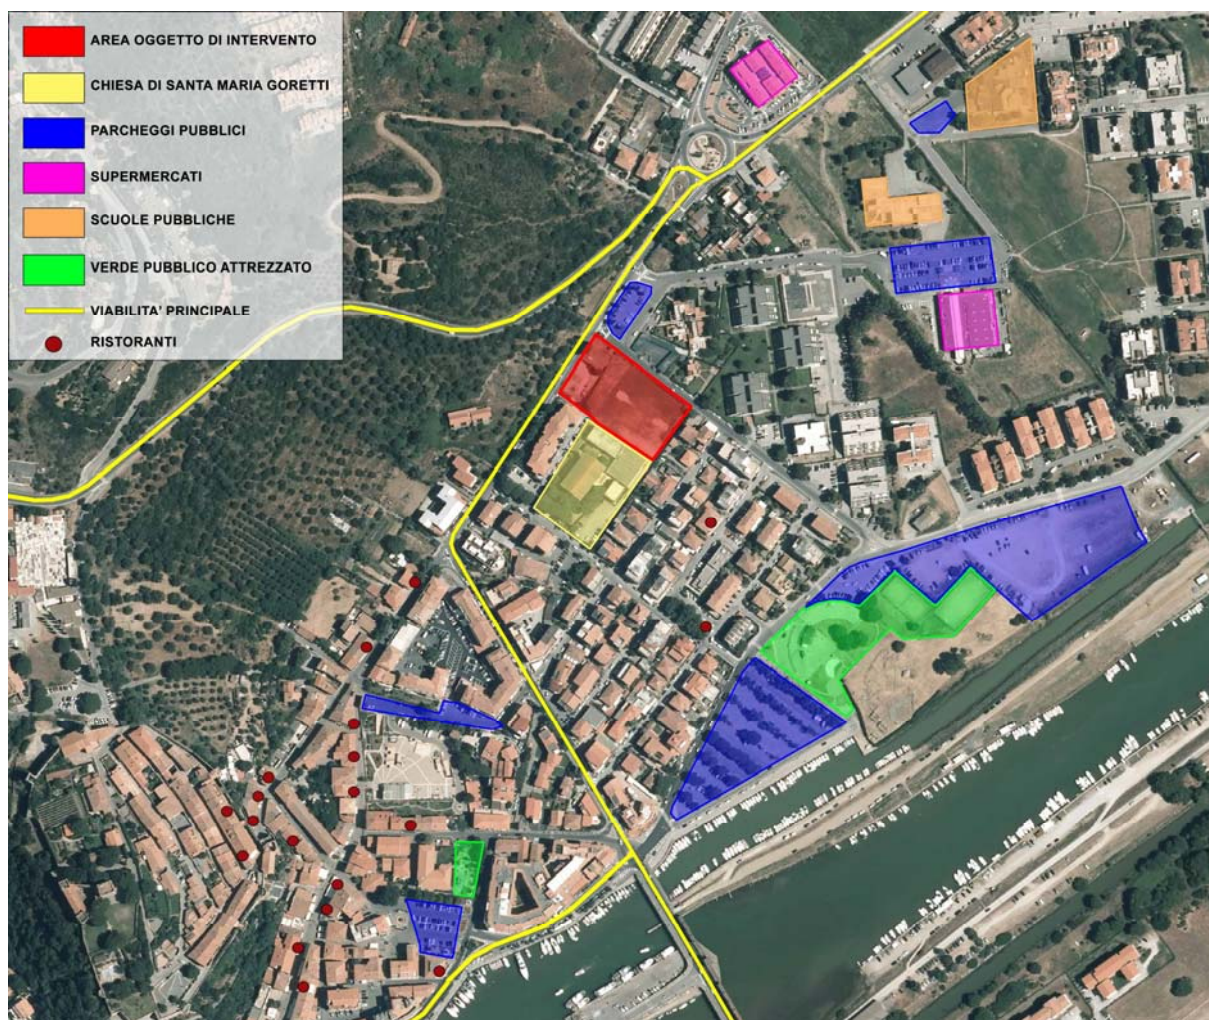 AREA OGGETTO DI INTERVENTO
CHIESA DI SANTA MARIA GORETTI
PARCHEGGI PUBBLICI
SUPERMERCATI
SCUOLE PUBBLICHE
VERDE PUBBLICO ATTREZZATO
VIABILITA' PRINCIPALE
RISTORANTI